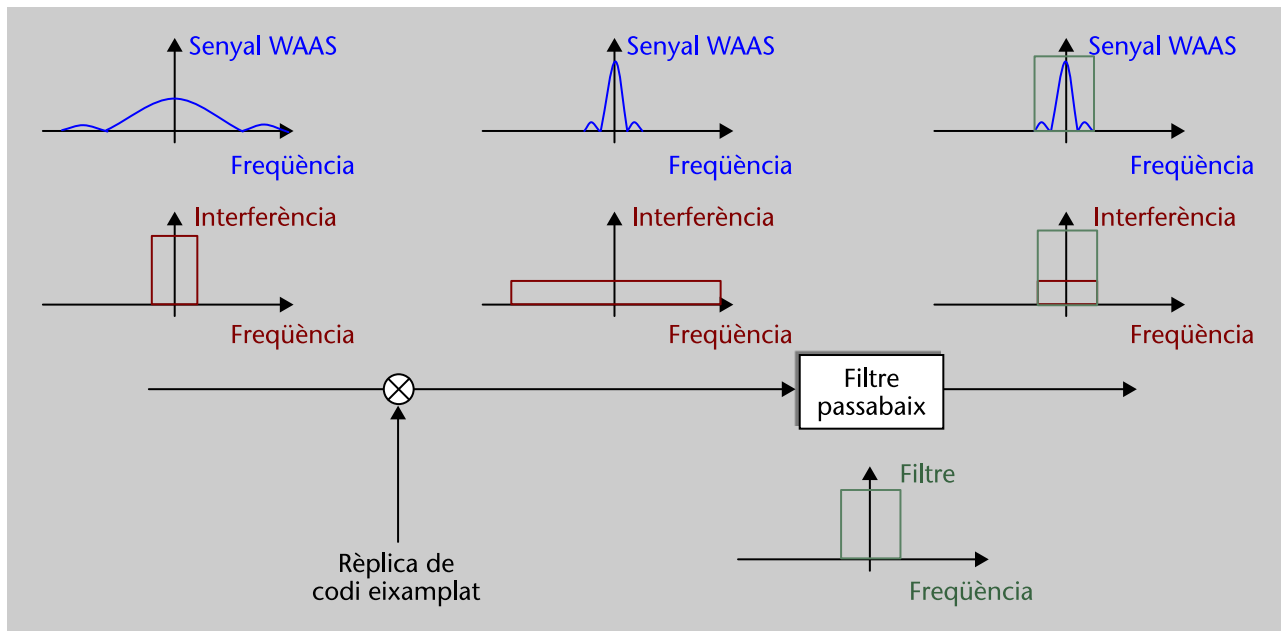 Senyal WAAS
Senyal WAAS
Senyal WAAS
Freqüència
Freqüència
Freqüència
Interferència
Interferència
Interferència
Freqüència
Freqüència
Freqüència
Filtre
passabaix
Filtre
Rèplica de
codi eixamplat
Freqüència